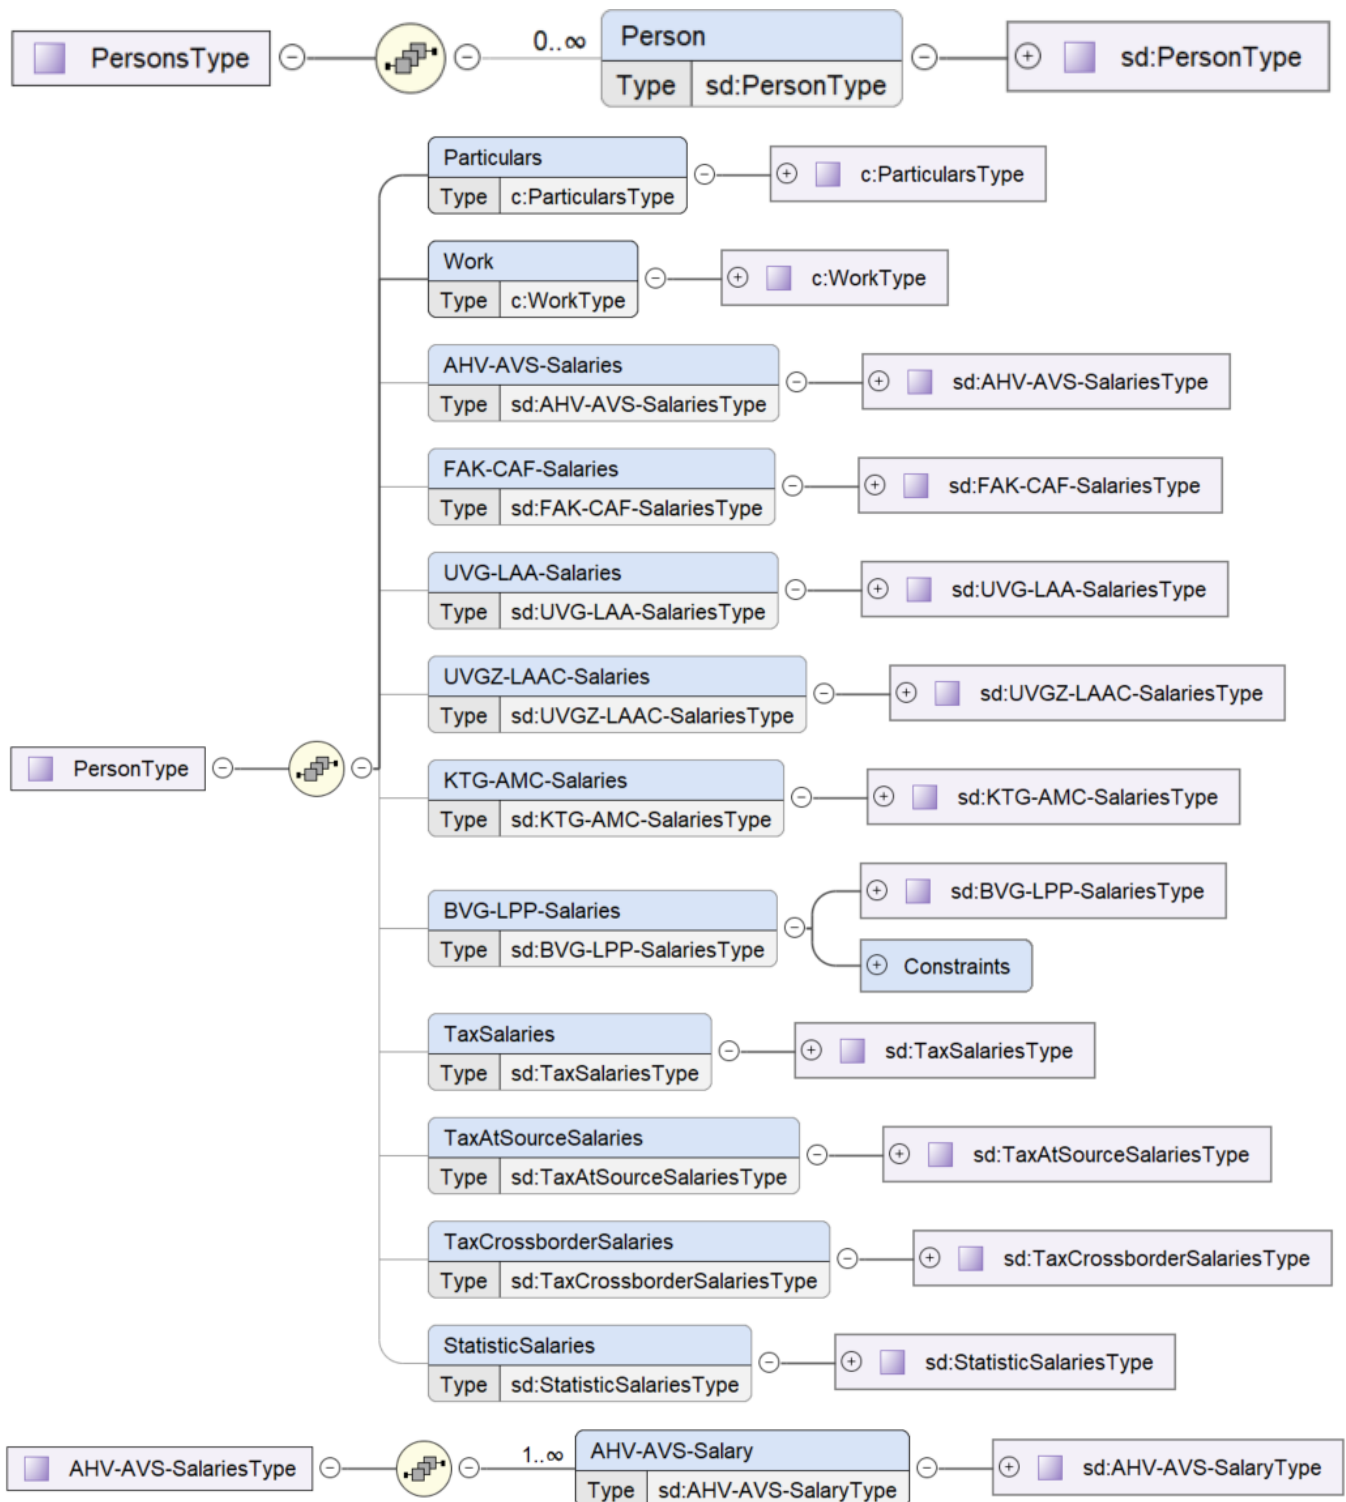 PersonsType
0..∞
Person
Type sd:PersonType
sd:PersonType
Particulars
Type c:ParticularsType
c:ParticularsType
Work
Type c:WorkType
c:WorkType
AHV-AVS-Salaries
Type sd:AHV-AVS-SalariesType
sd:AHV-AVS-SalariesType
FAK-CAF-Salaries
Type sd:FAK-CAF-SalariesType
sd:FAK-CAF-SalariesType
UVG-LAA-Salaries
Type sd:UVG-LAA-SalariesType
sd:UVG-LAA-SalariesType
UVGZ-LAAC-Salaries
Type sd:UVGZ-LAAC-SalariesType
sd:UVGZ-LAAC-SalariesType
PersonType
KTG-AMC-Salaries
Type sd:KTG-AMC-SalariesType
sd:KTG-AMC-SalariesType
BVG-LPP-Salaries
Type sd:BVG-LPP-SalariesType
sd:BVG-LPP-SalariesType
Constraints
TaxSalaries
Type sd:TaxSalariesType
sd:TaxSalariesType
TaxAtSourceSalaries
Type sd:TaxAtSourceSalariesType
sd:TaxAtSourceSalariesType
TaxCrossborderSalaries
Type sd:TaxCrossborderSalariesType
sd:TaxCrossborderSalariesType
StatisticSalaries
Type sd:StatisticSalariesType
sd:StatisticSalariesType
AHV-AVS-SalariesType
1..∞
AHV-AVS-Salary
Type sd:AHV-AVS-SalaryType
sd:AHV-AVS-SalaryType